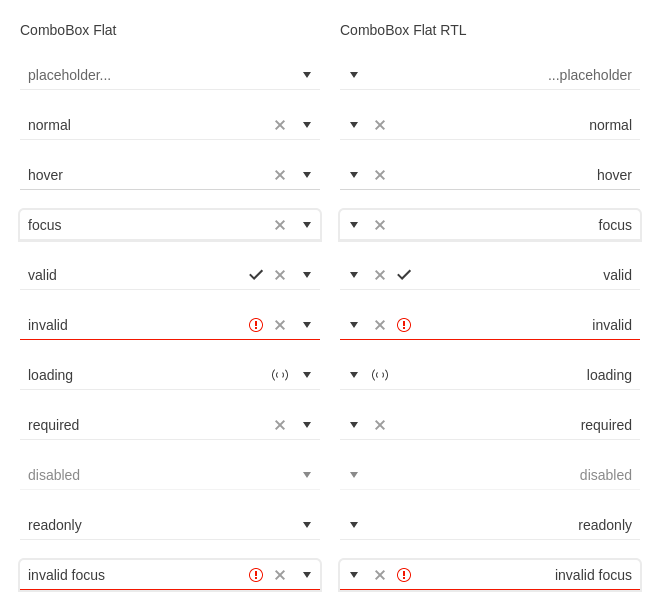 ComboBox Flat
placeholder...
normal
hover
focus
valid
invalid
loading
required
disabled
readonly
invalid focus
ComboBox Flat RTL
...placeholder
normal
hover
focus
valid
invalid
loading
required
disabled
readonly
invalid focus